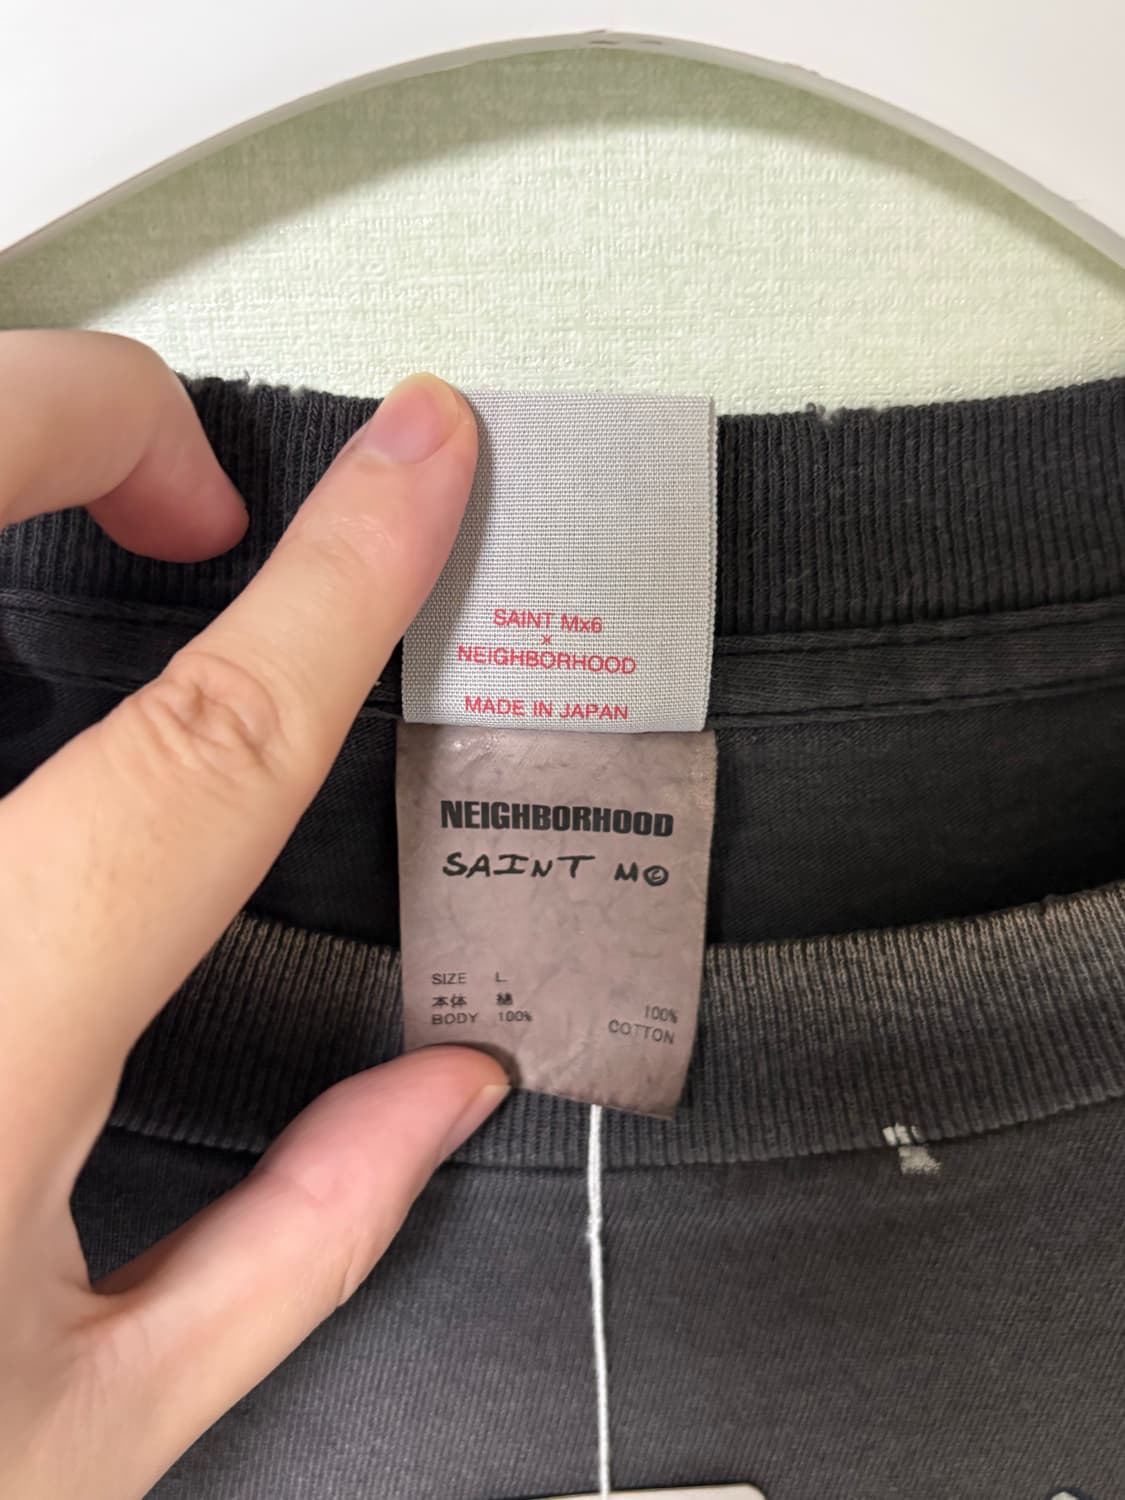 SAINT Mx6
×
NEIGHBORHOOD
MADE IN JAPAN
NEIGHBORHOOD
SAINT M©
SIZE L
本体 綿
BODY 100%
100%
COTTON